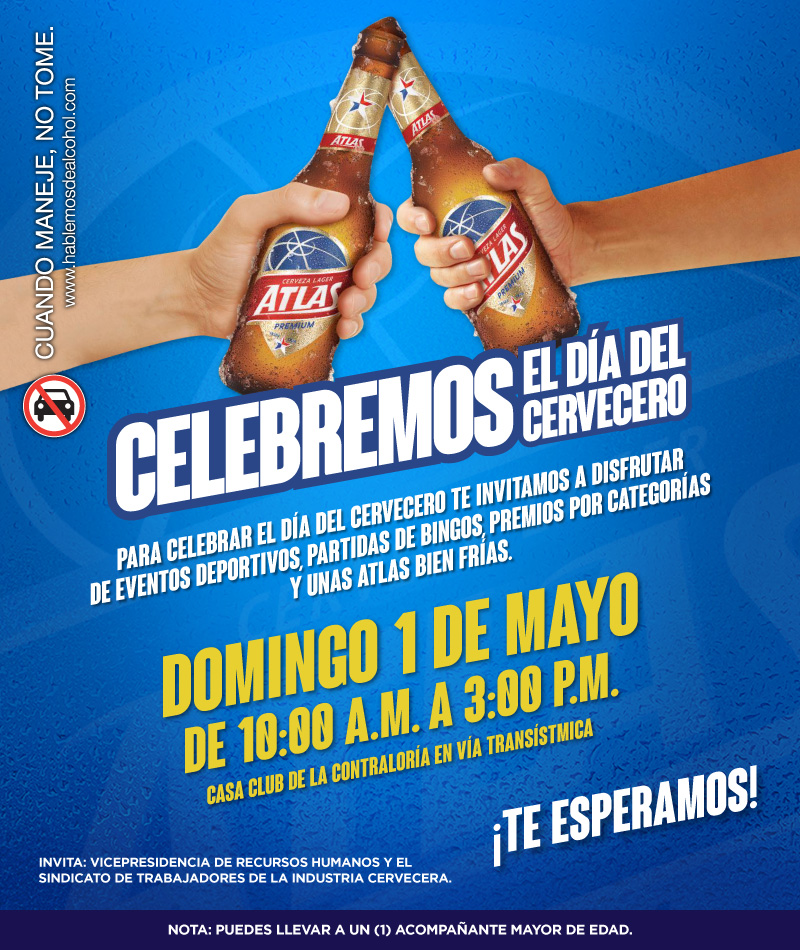 CUANDO MANEJE, NO TOME.
www.hablemosdealcohol.com
ATLAS
ATLAS
CERVEZA LAGER
ATLAS
PREMIUM
CERVEZA LAGER
ATLAS
PREMIUM
CELEBREMOS
EL DÍA DEL
CERVECERO
PARA CELEBRAR EL DÍA DEL CERVECERO TE INVITAMOS A DISFRUTAR
DE EVENTOS DEPORTIVOS, PARTIDAS DE BINGOS, PREMIOS POR CATEGORÍAS
Y UNAS ATLAS BIEN FRÍAS.
DOMINGO 1 DE MAYO
DE 10:00 A.M. A 3:00 P.M.
CASA CLUB DE LA CONTRALORÍA EN VÍA TRANSÍSTMICA
¡TE ESPERAMOS!
INVITA: VICEPRESIDENCIA DE RECURSOS HUMANOS Y EL
SINDICATO DE TRABAJADORES DE LA INDUSTRIA CERVECERA.
NOTA: PUEDES LLEVAR A UN (1) ACOMPAÑANTE MAYOR DE EDAD.